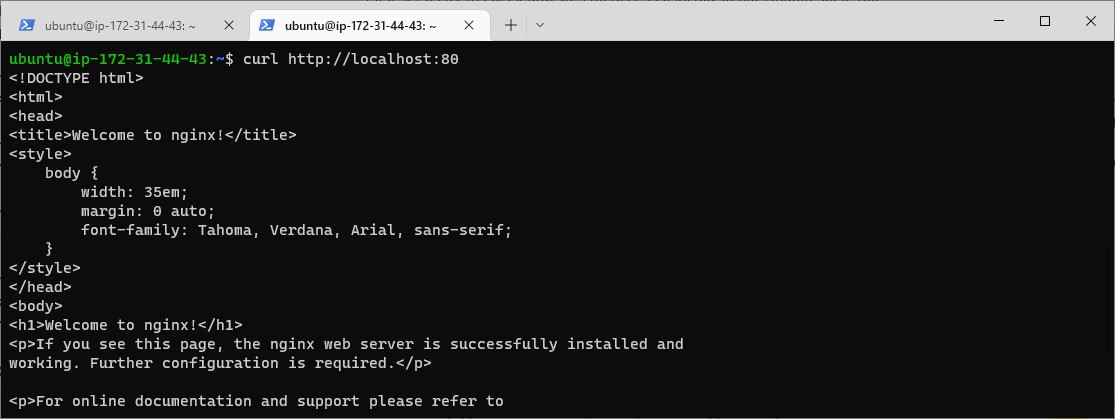 ubuntu@ip-172-31-44-43: ~
ubuntu@ip-172-31-44-43: ~
ubuntu@ip-172-31-44-43:~$ curl http://localhost:80
<!DOCTYPE html>
<html>
<head>
<title>Welcome to nginx!</title>
<style>
    body {
        width: 35em;
        margin: 0 auto;
        font-family: Tahoma, Verdana, Arial, sans-serif;
    }
</style>
</head>
<body>
<h1>Welcome to nginx!</h1>
<p>If you see this page, the nginx web server is successfully installed and
working. Further configuration is required.</p>

<p>For online documentation and support please refer to